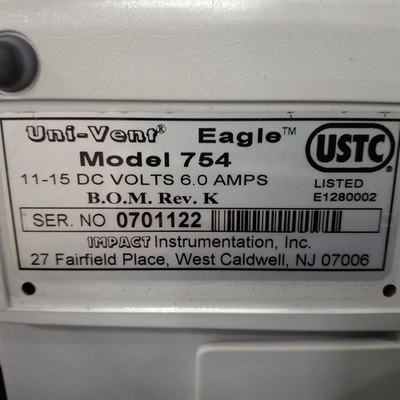 Uni-Vent® Eagle™
Model 754
11-15 DC VOLTS 6.0 AMPS
B.O.M. Rev. K
SER. NO 0701122
IMPACT Instrumentation, Inc.
27 Fairfield Place, West Caldwell, NJ 07006
USTC®
LISTED
E1280002